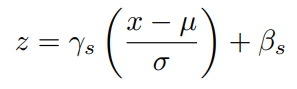 z = γ_s ( (x − μ) / σ ) + β_s